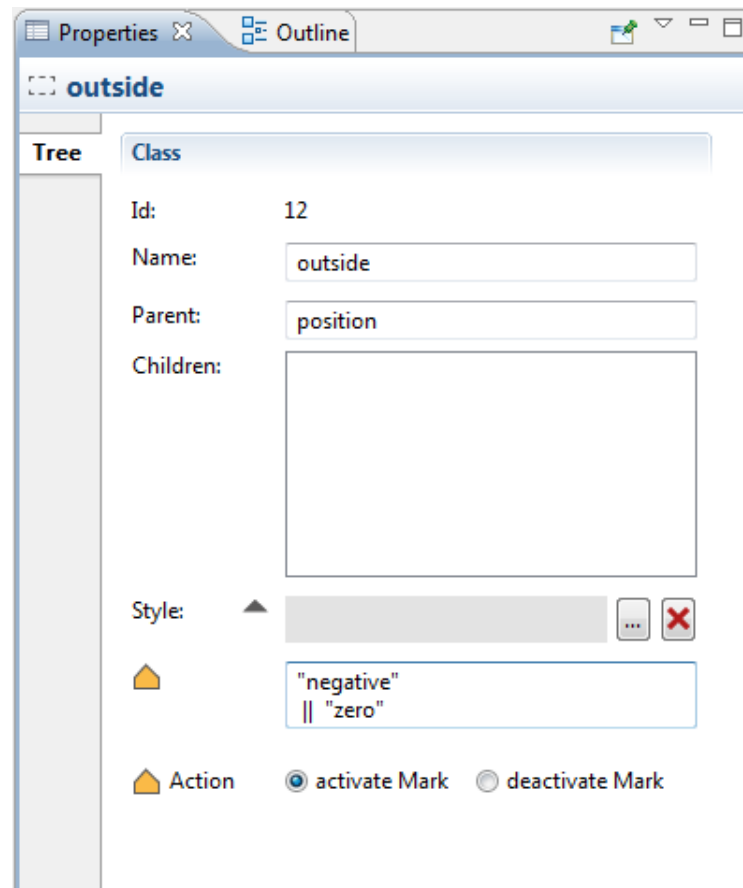 Properties Outline
outside
Tree Class
Id: 12
Name: outside
Parent: position
Children:
Style: ...
"negative"
|| "zero"
Action activate Mark deactivate Mark